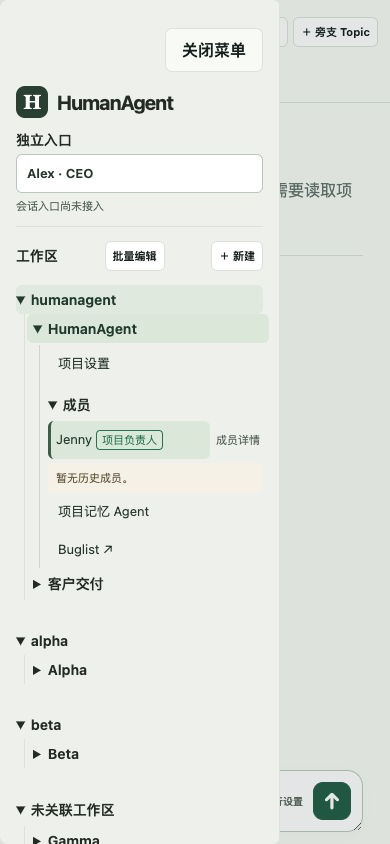 关闭菜单
+ 旁支 Topic
H HumanAgent
独立入口
Alex · CEO
需要读取项
会话入口尚未接入
工作区
批量编辑
+ 新建
▼ humanagent
▼ HumanAgent
项目设置
▼ 成员
Jenny 项目负责人 成员详情
暂无历史成员。
项目记忆 Agent
Buglist ↗
▶ 客户交付
▼ alpha
▶ Alpha
▼ beta
▶ Beta
设置
▼ 未关联工作区
▶ Gamma